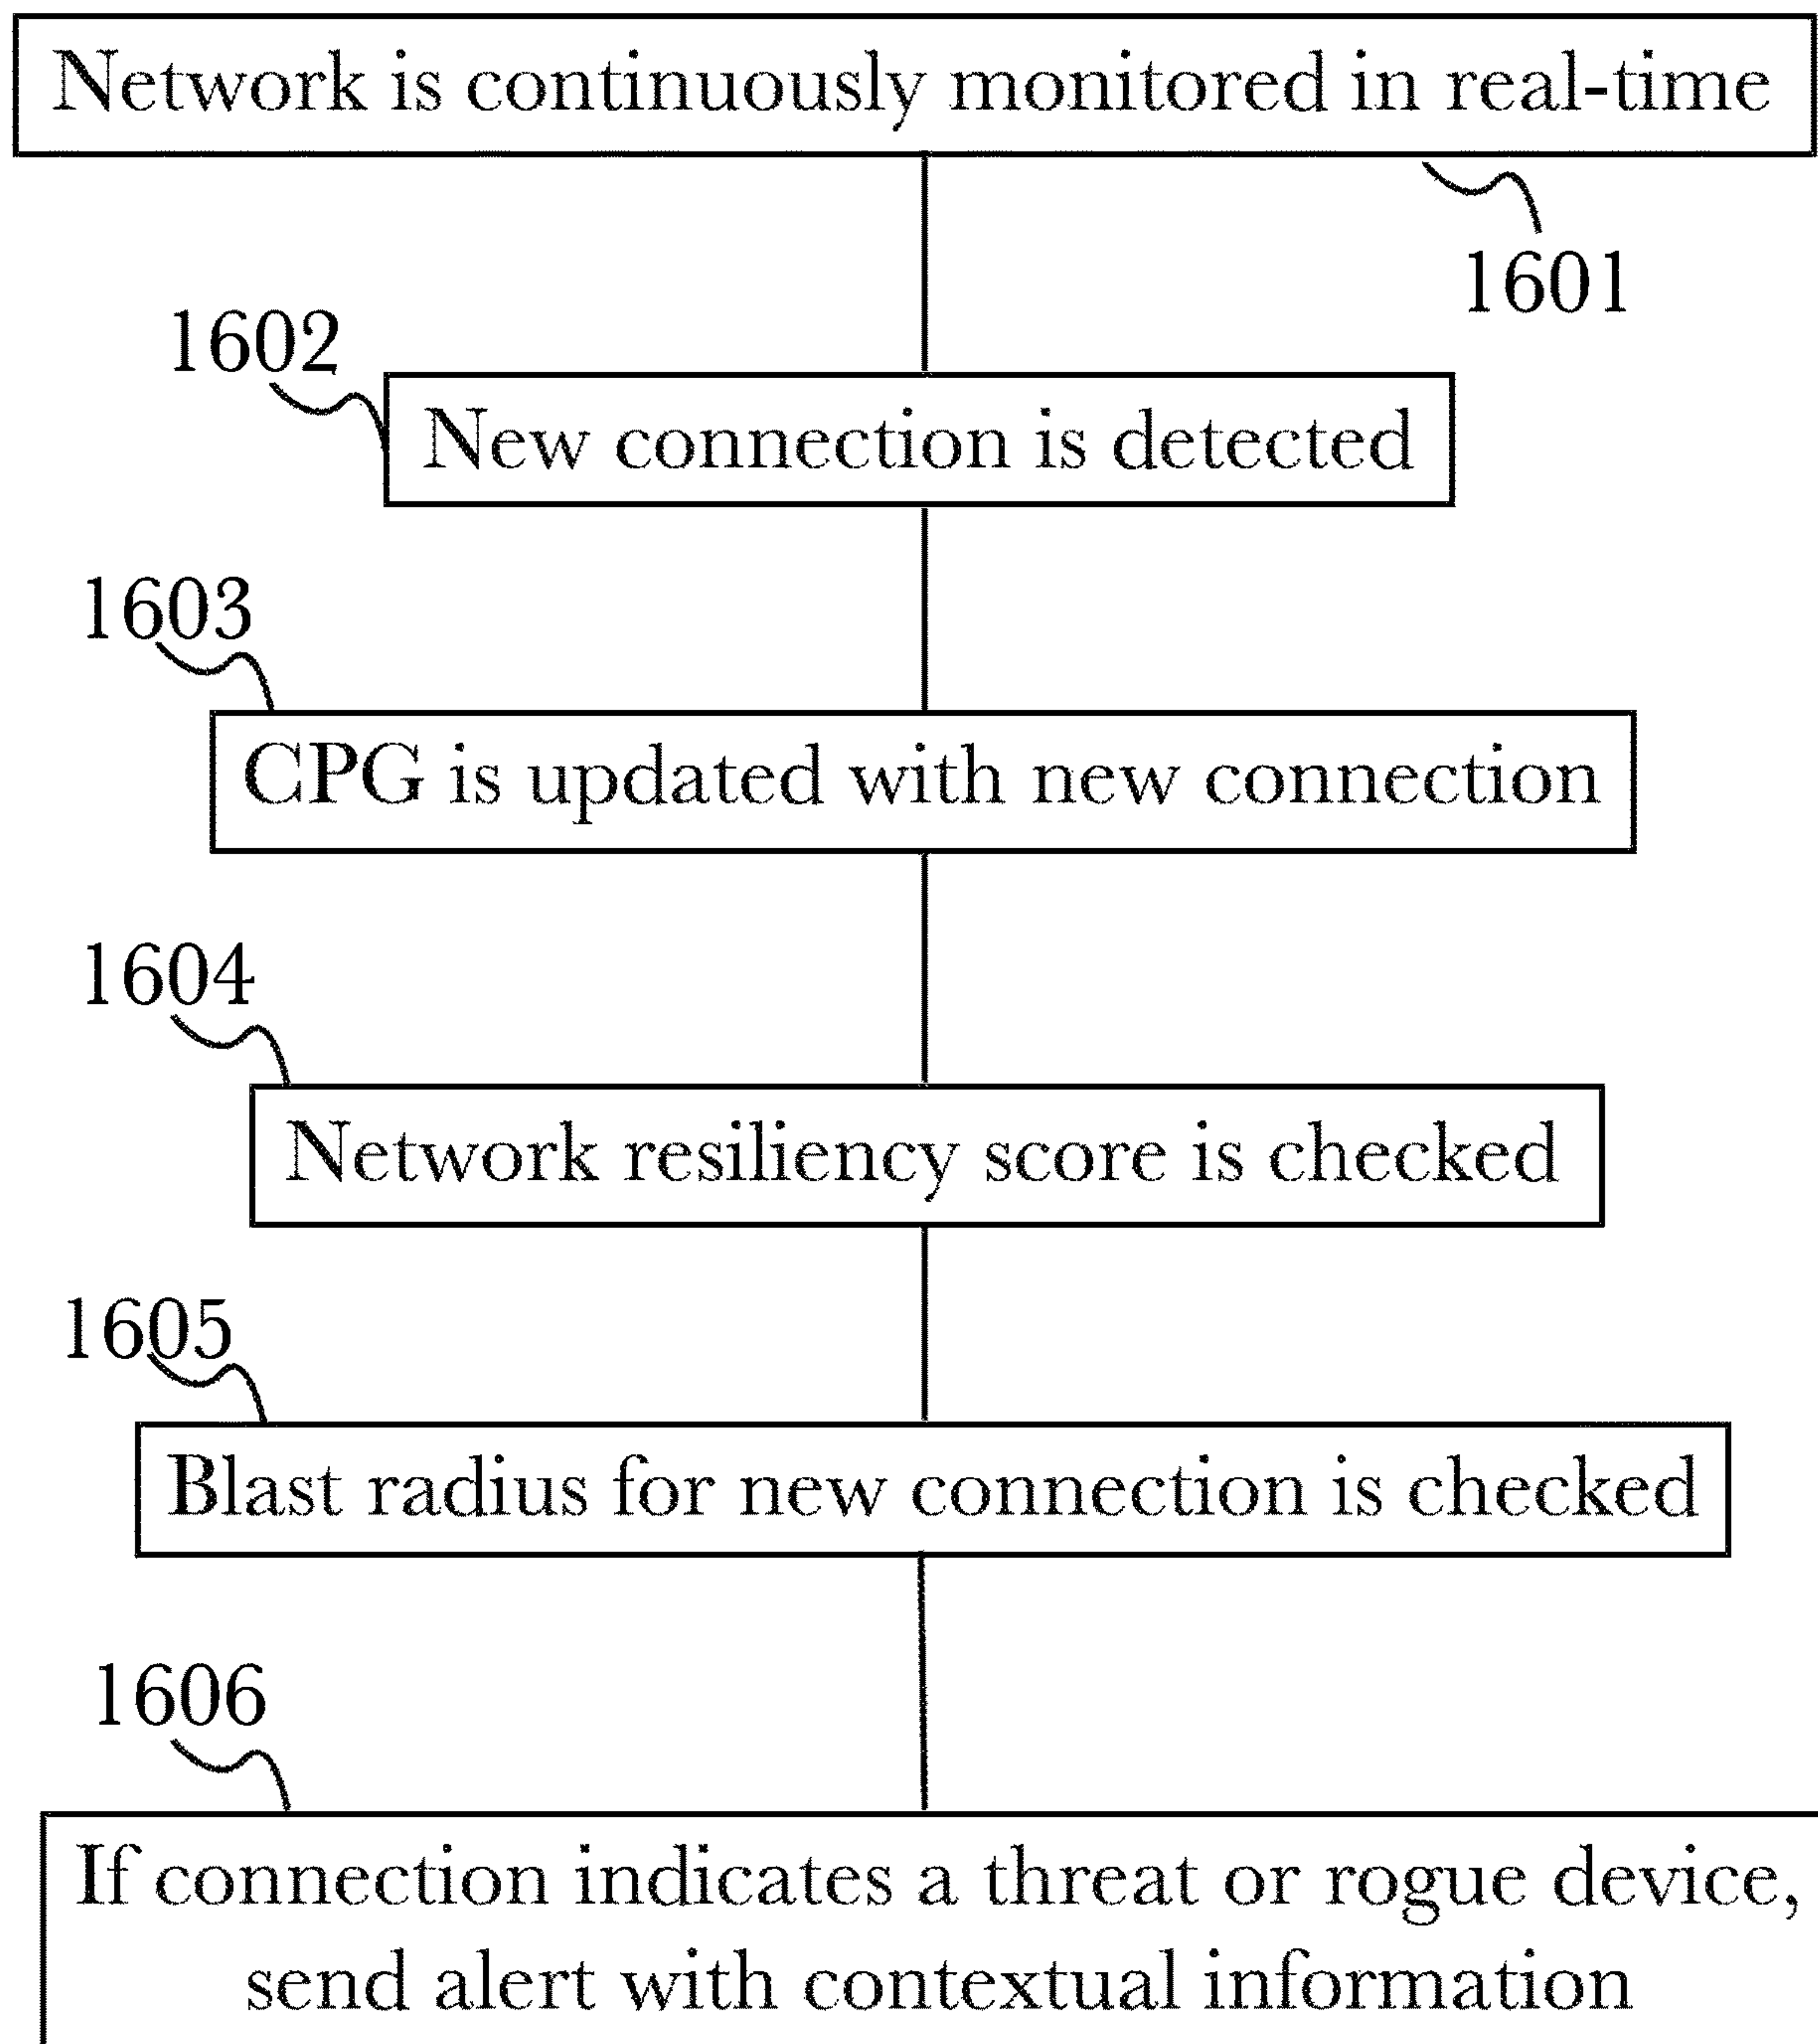 Network is continuously monitored in real-time
1601
1602
New connection is detected
1603
CPG is updated with new connection
1604
Network resiliency score is checked
1605
Blast radius for new connection is checked
1606
If connection indicates a threat or rogue device,
send alert with contextual information